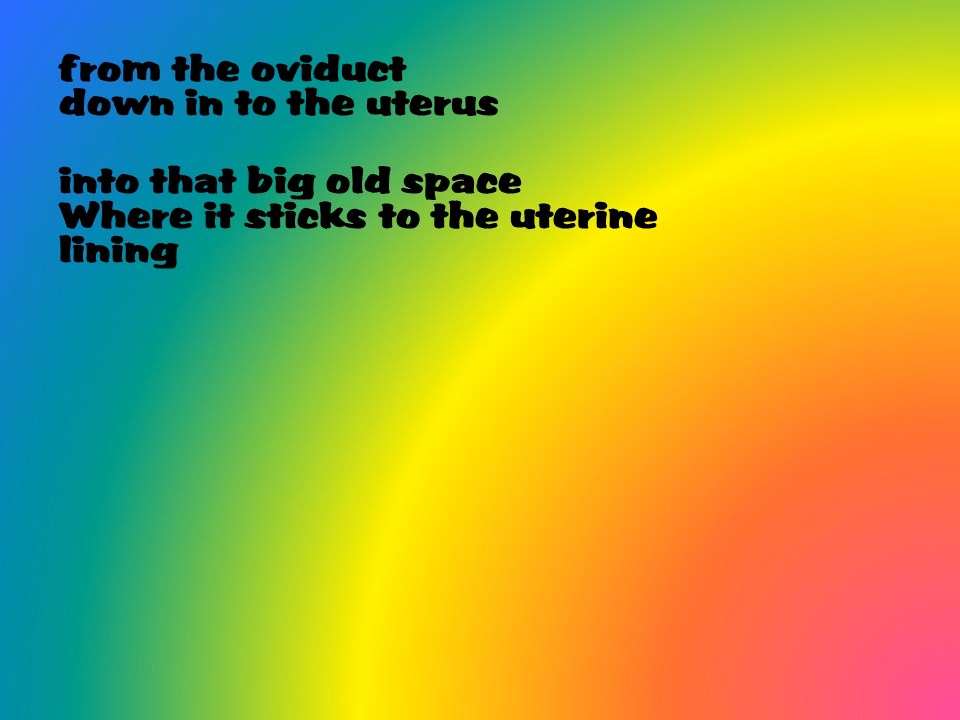 from the oviduct
down in to the uterus
into that big old space
Where it sticks to the uterine
lining